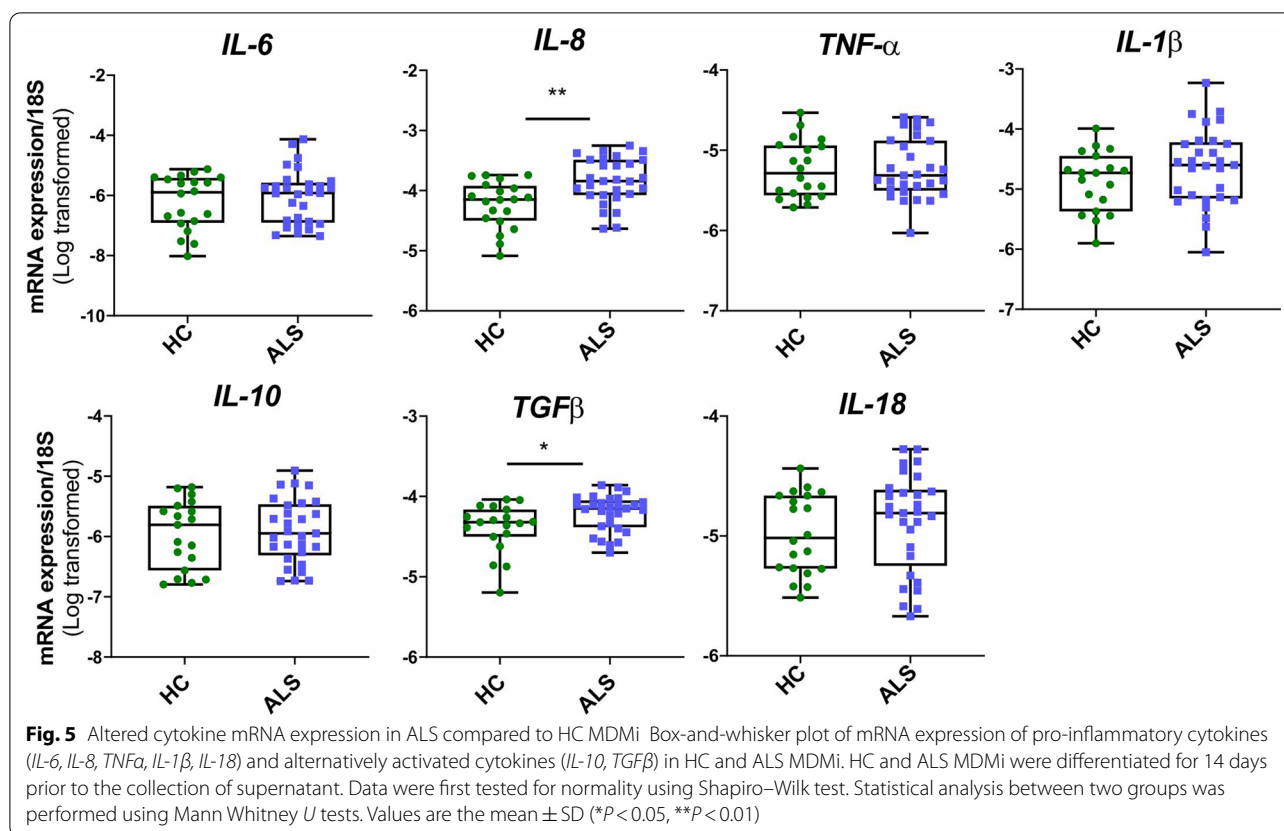 IL-6 IL-8 TNF-α IL-1β
mRNA expression/18S
(Log transformed)
-2
-4
-6
-8
-10
HC ALS
-2
-3
-4
-5
-6
**
HC ALS
-4
-5
-6
-7
HC ALS
-3
-4
-5
-6
-7
HC ALS
IL-10 TGFβ IL-18
mRNA expression/18S
(Log transformed)
-4
-5
-6
-7
-8
HC ALS
-3
-4
-5
-6
*
HC ALS
-4
-5
-6
HC ALS
Fig. 5 Altered cytokine mRNA expression in ALS compared to HC MDMi Box-and-whisker plot of mRNA expression of pro-inflammatory cytokines
(IL-6, IL-8, TNFα, IL-1β, IL-18) and alternatively activated cytokines (IL-10, TGFβ) in HC and ALS MDMi. HC and ALS MDMi were differentiated for 14 days
prior to the collection of supernatant. Data were first tested for normality using Shapiro–Wilk test. Statistical analysis between two groups was
performed using Mann Whitney U tests. Values are the mean ± SD (*P < 0.05, **P < 0.01)